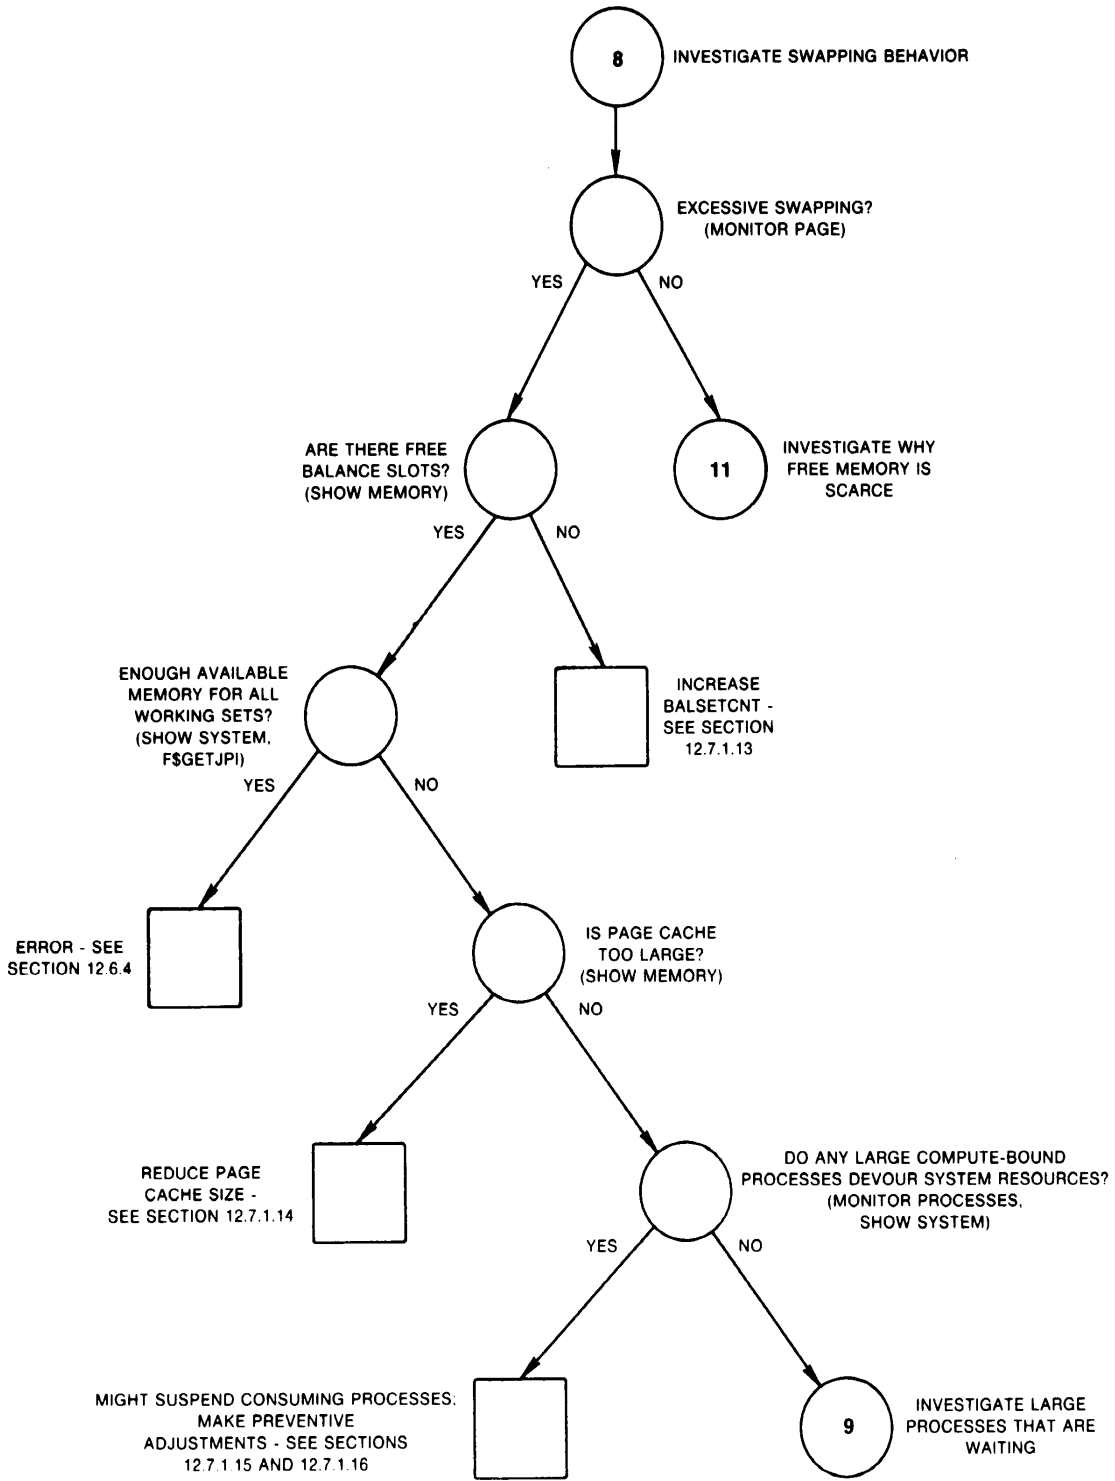 8
INVESTIGATE SWAPPING BEHAVIOR
EXCESSIVE SWAPPING?
(MONITOR PAGE)
YES
NO
ARE THERE FREE
BALANCE SLOTS?
(SHOW MEMORY)
11
INVESTIGATE WHY
FREE MEMORY IS
SCARCE
YES
NO
ENOUGH AVAILABLE
MEMORY FOR ALL
WORKING SETS?
(SHOW SYSTEM,
F$GETJPI)
INCREASE
BALSETCNT -
SEE SECTION
12.7.1.13
YES
NO
ERROR - SEE
SECTION 12.6.4
IS PAGE CACHE
TOO LARGE?
(SHOW MEMORY)
YES
NO
REDUCE PAGE
CACHE SIZE -
SEE SECTION 12.7.1.14
DO ANY LARGE COMPUTE-BOUND
PROCESSES DEVOUR SYSTEM RESOURCES?
(MONITOR PROCESSES,
SHOW SYSTEM)
YES
NO
MIGHT SUSPEND CONSUMING PROCESSES;
MAKE PREVENTIVE
ADJUSTMENTS - SEE SECTIONS
12.7.1.15 AND 12.7.1.16
9
INVESTIGATE LARGE
PROCESSES THAT ARE
WAITING